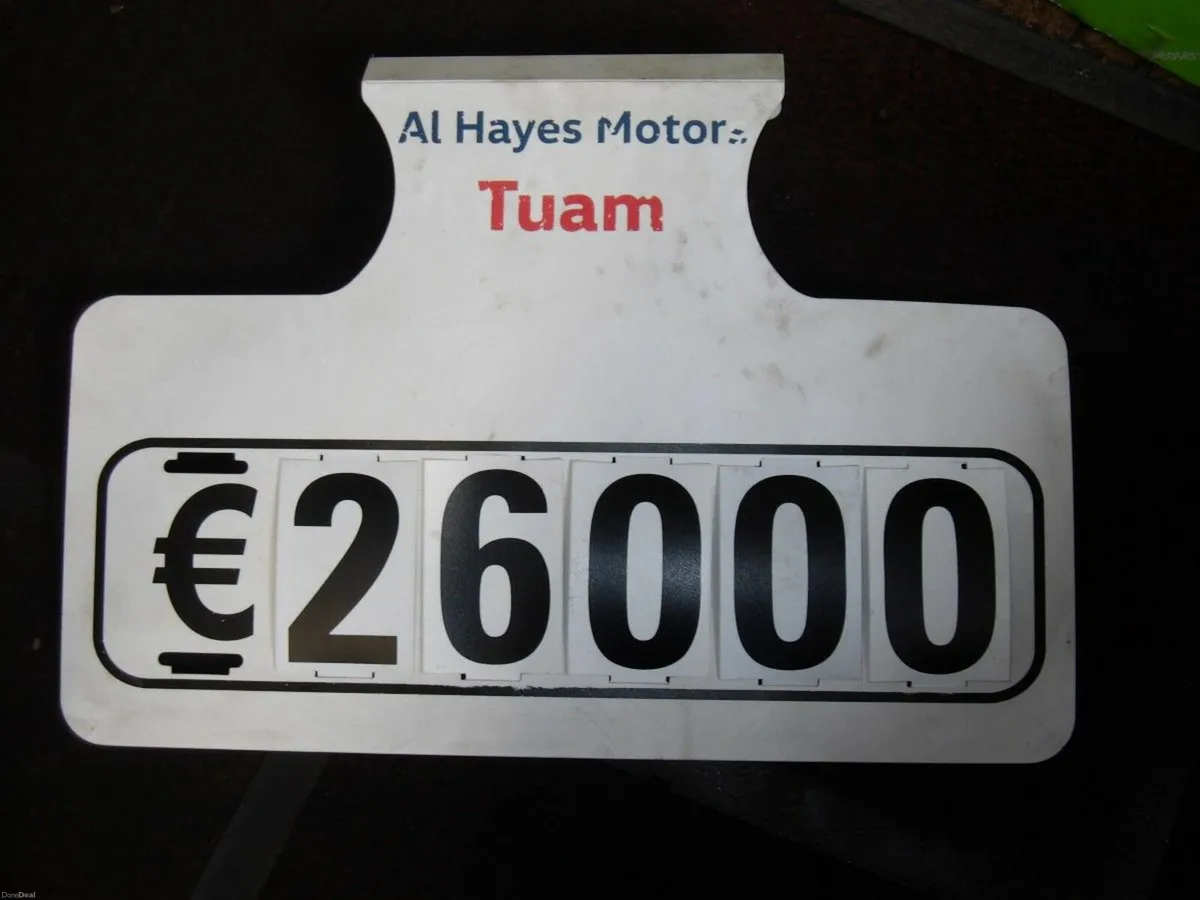 Al Hayes Motors
Tuam
€26000
DoneDeal